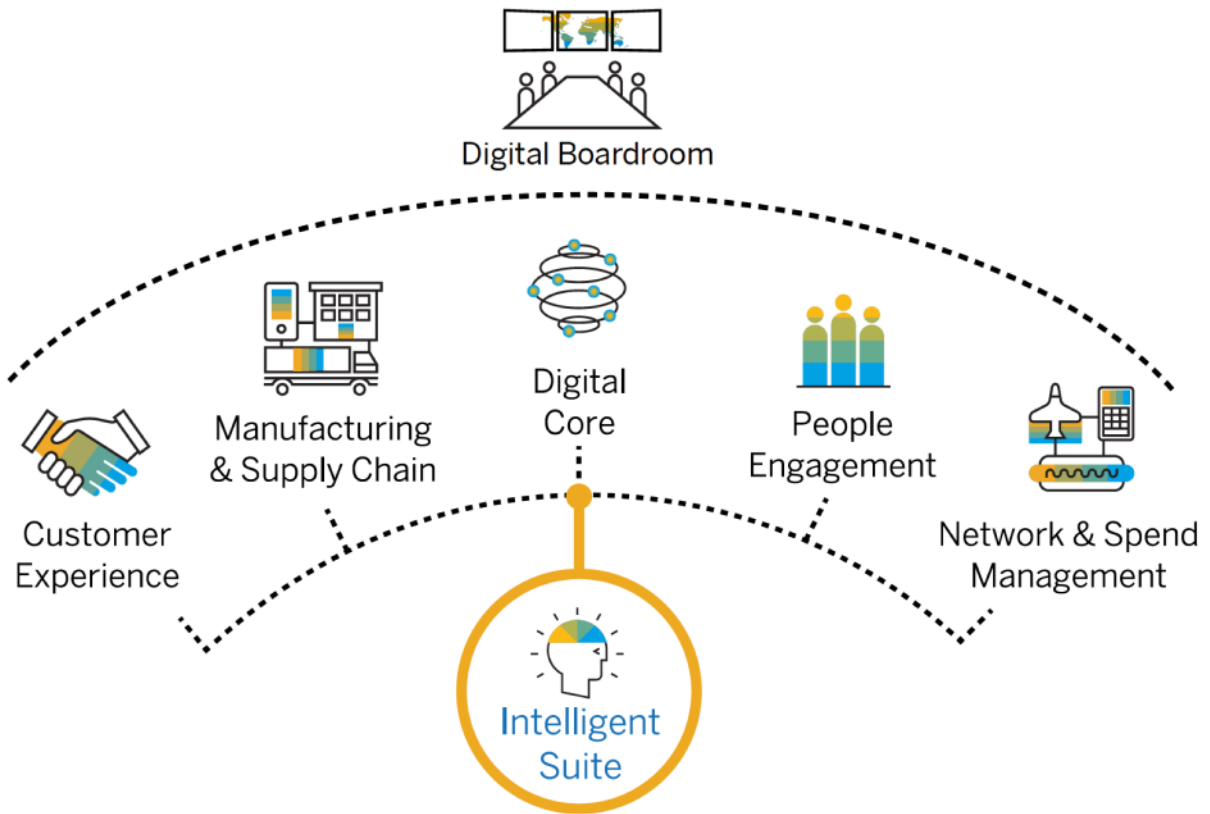 Digital Boardroom
Customer
Experience
Manufacturing
& Supply Chain
Digital
Core
People
Engagement
Network & Spend
Management
Intelligent
Suite